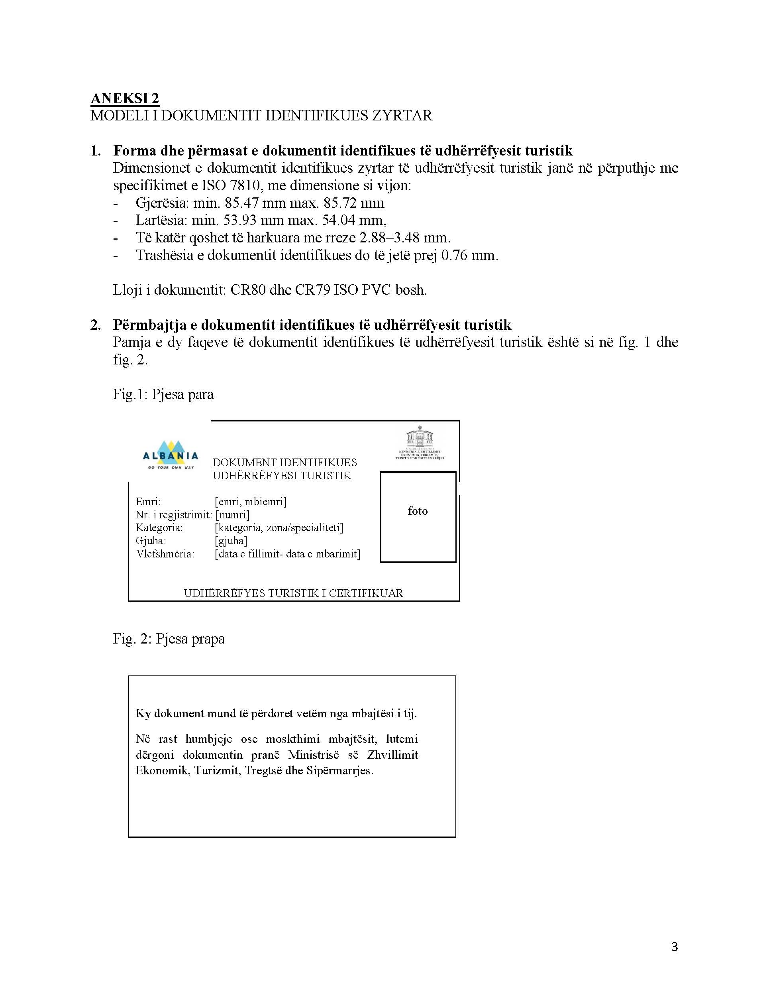 ANEKSI 2
MODELI I DOKUMENTIT IDENTIFIKUES ZYRTAR
1. Forma dhe përmasat e dokumentit identifikues të udhërrëfyesit turistik
Dimensionet e dokumentit identifikues zyrtar të udhërrëfyesit turistik janë në përputhje me
specifikimet e ISO 7810, me dimensione si vijon:
- Gjerësia: min. 85.47 mm max. 85.72 mm
- Lartësia: min. 53.93 mm max. 54.04 mm,
- Të katër qoshet të harkuara me rreze 2.88–3.48 mm.
- Trashësia e dokumentit identifikues do të jetë prej 0.76 mm.
Lloji i dokumentit: CR80 dhe CR79 ISO PVC bosh.
2. Përmbajtja e dokumentit identifikues të udhërrëfyesit turistik
Pamja e dy faqeve të dokumentit identifikues të udhërrëfyesit turistik është si në fig. 1 dhe
fig. 2.
Fig.1: Pjesa para
ALBANIA
GO YOUR OWN WAY
MINISTRIA E ZHVILLIMIT
EKONOMIK, TURIZMIT,
TREGTISË DHE SIPËRMARRJES
DOKUMENT IDENTIFIKUES
UDHËRRËFYESI TURISTIK
Emri: [emri, mbiemri]
Nr. i regjistrimit: [numri]
Kategoria: [kategoria, zona/specialiteti]
Gjuha: [gjuha]
Vlefshmëria: [data e fillimit- data e mbarimit]
foto
UDHËRRËFYES TURISTIK I CERTIFIKUAR
Fig. 2: Pjesa prapa
Ky dokument mund të përdoret vetëm nga mbajtësi i tij.
Në rast humbjeje ose moskthimi mbajtësit, lutemi
dërgoni dokumentin pranë Ministrisë së Zhvillimit
Ekonomik, Turizmit, Tregtsë dhe Sipërmarrjes.
3